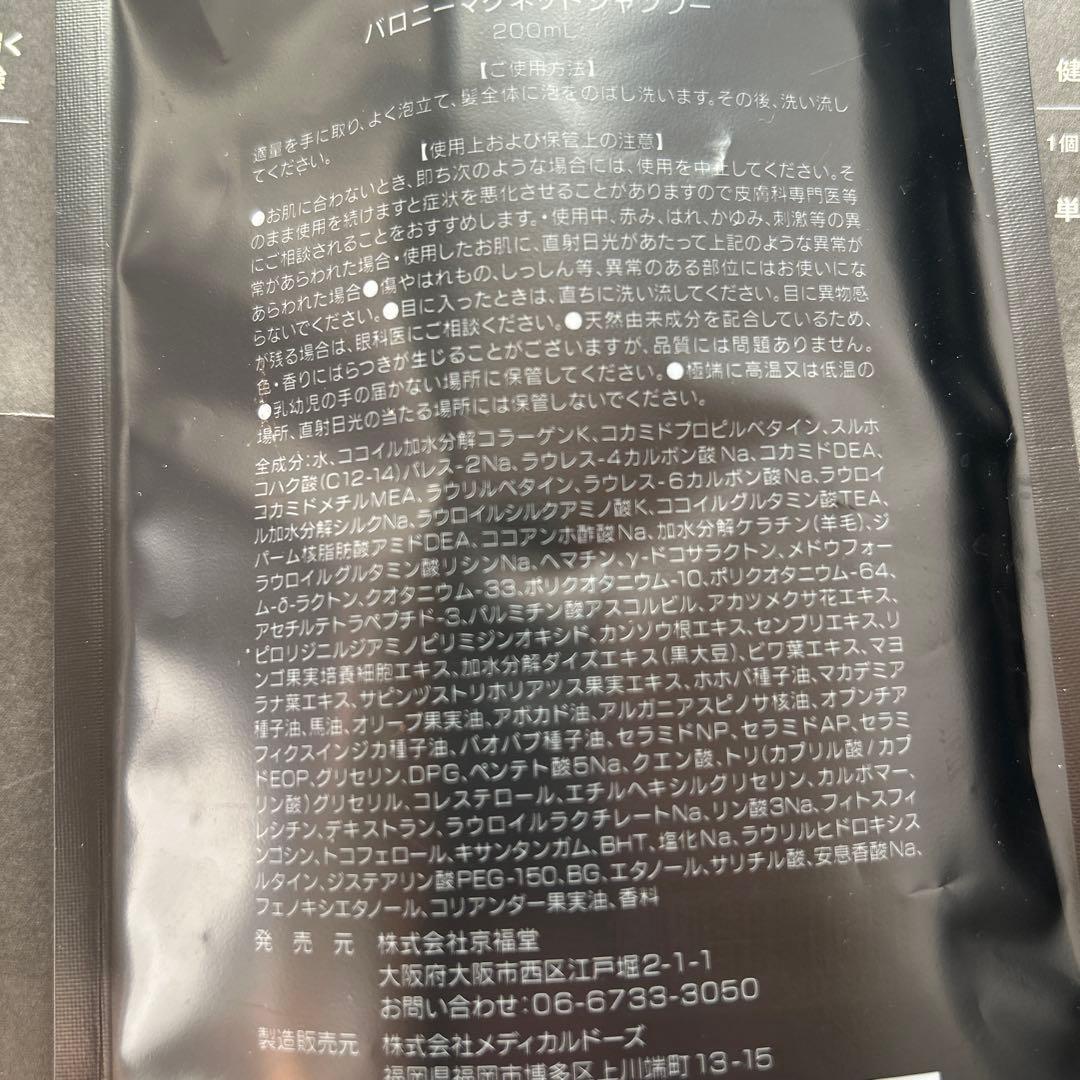 バロニーマグネットシャンプー
200mL
【ご使用方法】
適量を手に取り、よく泡立て、髪全体に泡をのばし洗います。その後、洗い流し
てください。
【使用上および保管上の注意】
●お肌に合わないとき、即ち次のような場合には、使用を中止してください。そ
のまま使用を続けますと症状を悪化させることがありますので皮膚科専門医等
にご相談されることをおすすめします。・使用中、赤み、はれ、かゆみ、刺激等の異
常があらわれた場合・使用したお肌に、直射日光があたって上記のような異常が
あらわれた場合●傷やはれもの、しっしん等、異常のある部位にはお使いにな
らないでください。●目に入ったときは、直ちに洗い流してください。目に異物感
が残る場合は、眼科医にご相談ください。●天然由来成分を配合しているため、
色・香りにばらつきが生じることがございますが、品質には問題ありません。
●乳幼児の手の届かない場所に保管してください。●極端に高温又は低温の
場所、直射日光の当たる場所には保管しないでください。
全成分:水、ココイル加水分解コラーゲンK、コカミドプロピルベタイン、スルホ
コハク酸(C12-14)パレス-2Na、ラウレス-4カルボン酸Na、コカミドDEA、
コカミドメチルMEA、ラウリルベタイン、ラウレス-6カルボン酸Na、ラウロイ
ル加水分解シルクNa、ラウロイルシルクアミノ酸K、ココイルグルタミン酸TEA、
パーム核脂肪酸アミドDEA、ココアンホ酢酸Na、加水分解ケラチン(羊毛)、ジ
ラウロイルグルタミン酸リシンNa、ヘマチン、γ-ドコサラクトン、メドウフォー
ム-δ-ラクトン、クオタニウム-33、ポリクオタニウム-10、ポリクオタニウム-64、
アセチルテトラペプチド-3、パルミチン酸アスコルビル、アカツメクサ花エキス、
ピロリジニルジアミノピリミジンオキシド、カンゾウ根エキス、センブリエキス、リ
ンゴ果実培養細胞エキス、加水分解ダイズエキス(黒大豆)、ビワ葉エキス、マヨ
ラナ葉エキス、サピンヅストリホリアツス果実エキス、ホホバ種子油、マカデミア
種子油、馬油、オリーブ果実油、アボカド油、アルガニアスピノサ核油、オプンチア
フィクスインジカ種子油、バオバブ種子油、セラミドNP、セラミドAP、セラミ
ドEOP、グリセリン、DPG、ペンテト酸5Na、クエン酸、トリ(カプリル酸/カプ
リン酸)グリセリル、コレステロール、エチルヘキシルグリセリン、カルボマー、
レシチン、デキストラン、ラウロイルラクチレートNa、リン酸3Na、フィトスフィ
ンゴシン、トコフェロール、キサンタンガム、BHT、塩化Na、ラウリルヒドロキシス
ルタイン、ジステアリン酸PEG-150、BG、エタノール、サリチル酸、安息香酸Na、
フェノキシエタノール、コリアンダー果実油、香料
発売元 株式会社京福堂
大阪府大阪市西区江戸堀2-1-1
お問い合わせ:06-6733-3050
製造販売元 株式会社メディカルドーズ
福岡県福岡市博多区上川端町13-15
く
健
1個
単